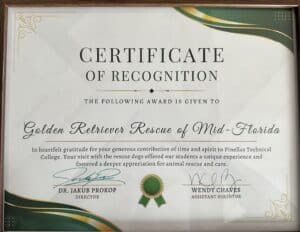 CERTIFICATE
OF RECOGNITION
THE FOLLOWING AWARD IS GIVEN TO
Golden Retriever Rescue of Mid-Florida
In heartfelt gratitude for your generous contribution of time and spirit to Pinellas Technical
College. Your visit with the rescue dogs offered our students a unique experience and
fostered a deeper appreciation for animal rescue and care.
DR. JAKUB PROKOP
WENDY CHAVES
DIRECTOR
ASSISTANT DIRECTOR